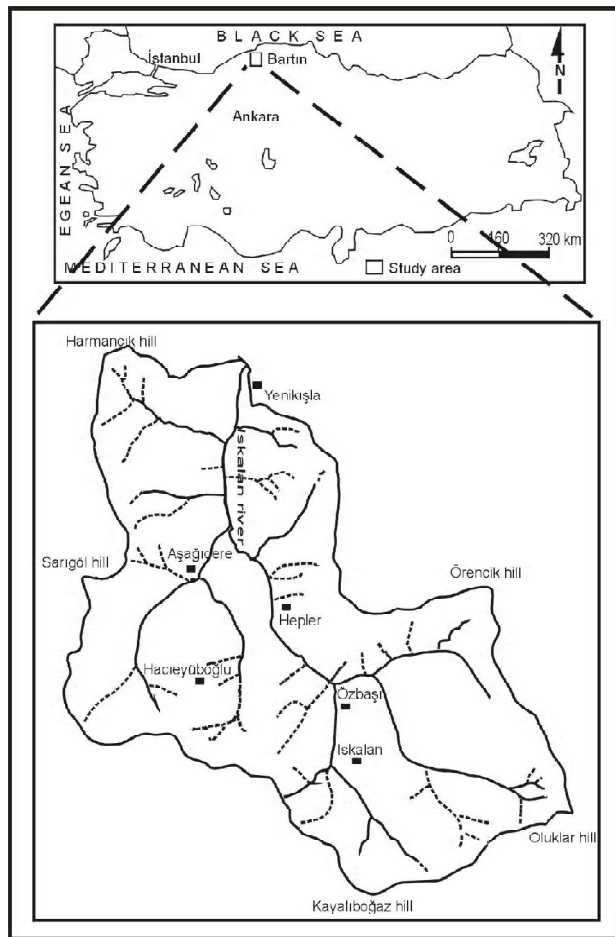 BLACK SEA
İstanbul
Bartın
N
Ankara
EGEAN SEA
0 160 320 km
MEDITERRANEAN SEA
Study area
Harmancık hill
Yenikışla
Iskalan river
Sarıgöl hill
Aşağıdere
Örencik hill
Hepler
Hacıeyüboğlu
Özbaşı
Iskalan
Oluklar hill
Kayalıboğaz hill